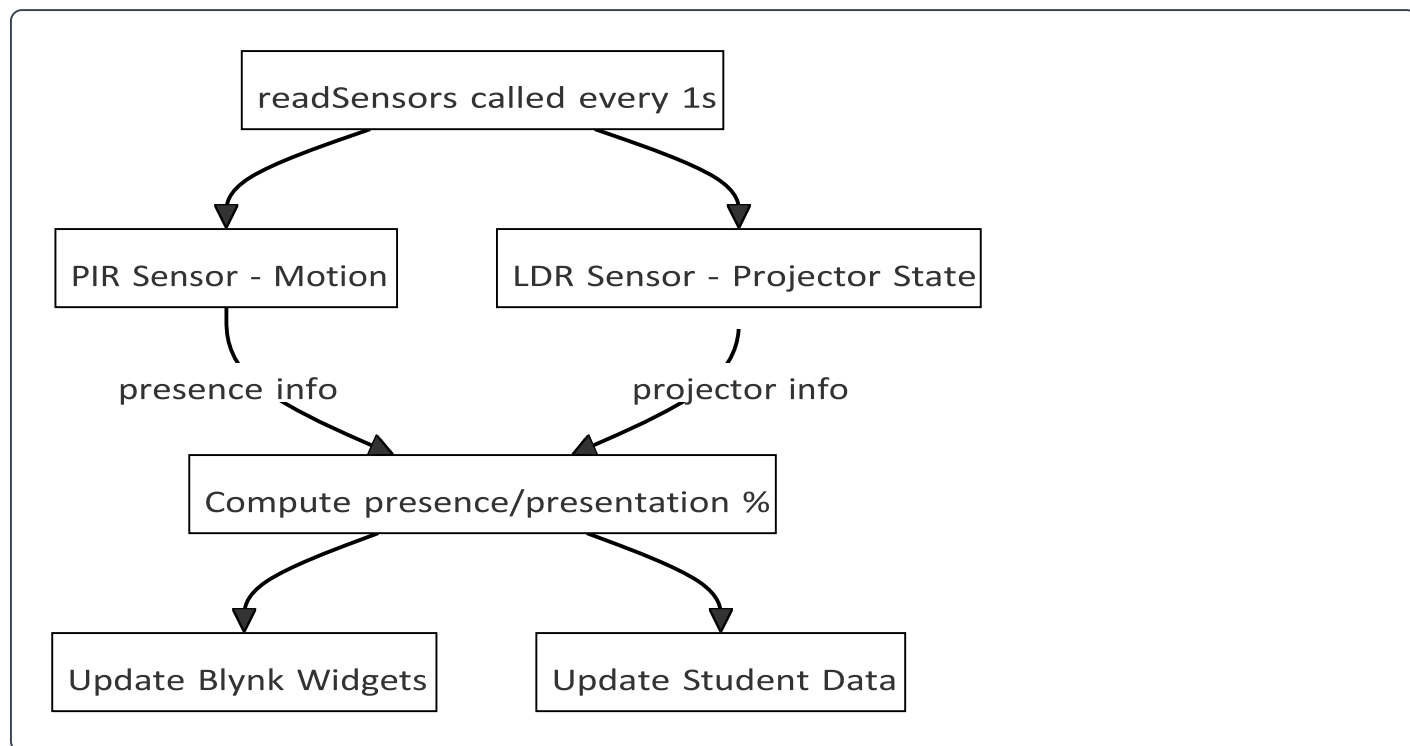 readSensors called every 1s
PIR Sensor - Motion
LDR Sensor - Projector State
presence info
projector info
Compute presence/presentation %
Update Blynk Widgets
Update Student Data